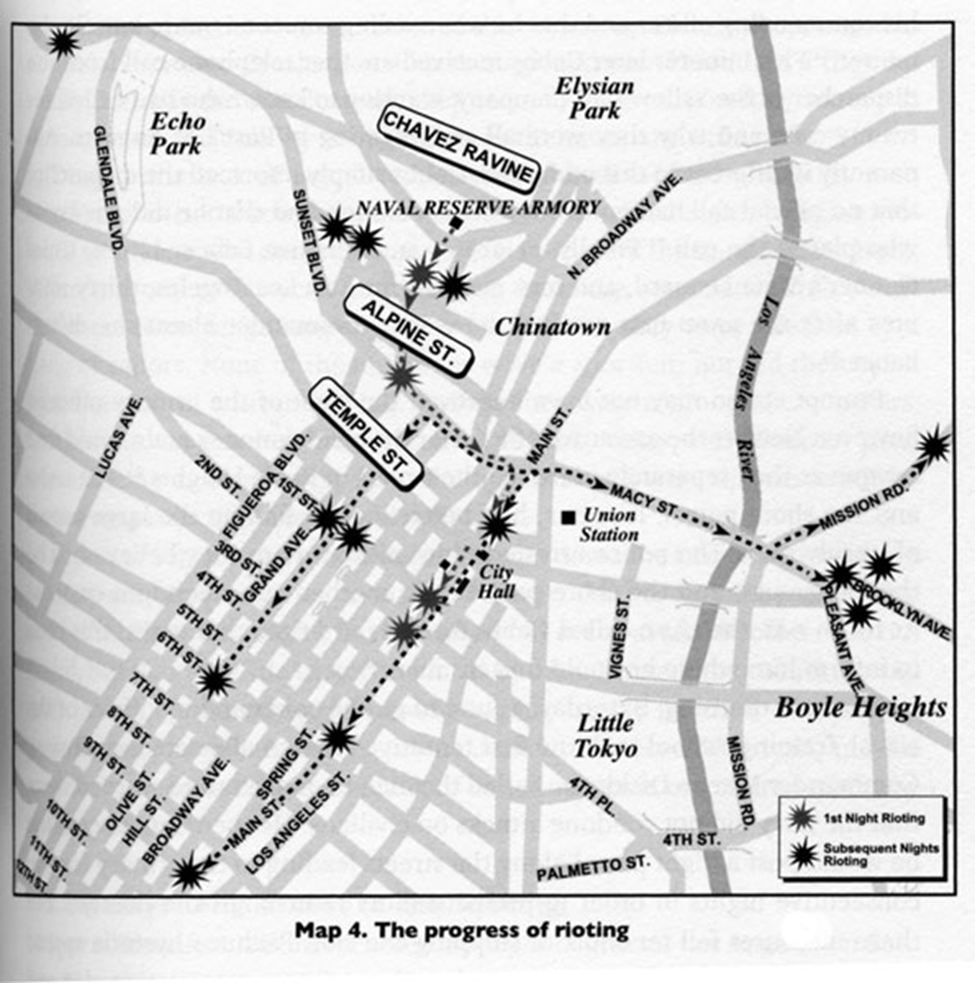 Echo
Park
Elysian
Park
CHAVEZ RAVINE
GLENDALE BLVD.
SUNSET BLVD.
NAVAL RESERVE ARMORY
N. BROADWAY AVE.
ALPINE ST.
Chinatown
Los Angeles River
TEMPLE ST.
LUCAS AVE.
MAIN ST.
2ND ST.
FIGUEROA BLVD.
1ST ST.
MACY ST.
MISSION RD.
Union
Station
3RD ST.
GRAND AVE.
4TH ST.
City
Hall
BROOKLYN AVE.
5TH ST.
VIGNES ST.
PLEASANT AVE.
6TH ST.
7TH ST.
Boyle Heights
Little
Tokyo
8TH ST.
9TH ST.
OLIVE ST.
HILL ST.
BROADWAY AVE.
SPRING ST.
MAIN ST.
LOS ANGELES ST.
MISSION RD.
4TH PL.
10TH ST.
11TH ST.
12TH ST.
4TH ST.
PALMETTO ST.
1st Night Rioting
Subsequent Nights
Rioting
Map 4. The progress of rioting